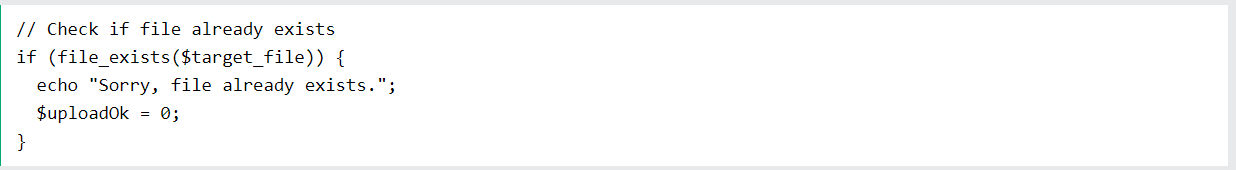 // Check if file already exists
if (file_exists($target_file)) {
  echo "Sorry, file already exists.";
  $uploadOk = 0;
}